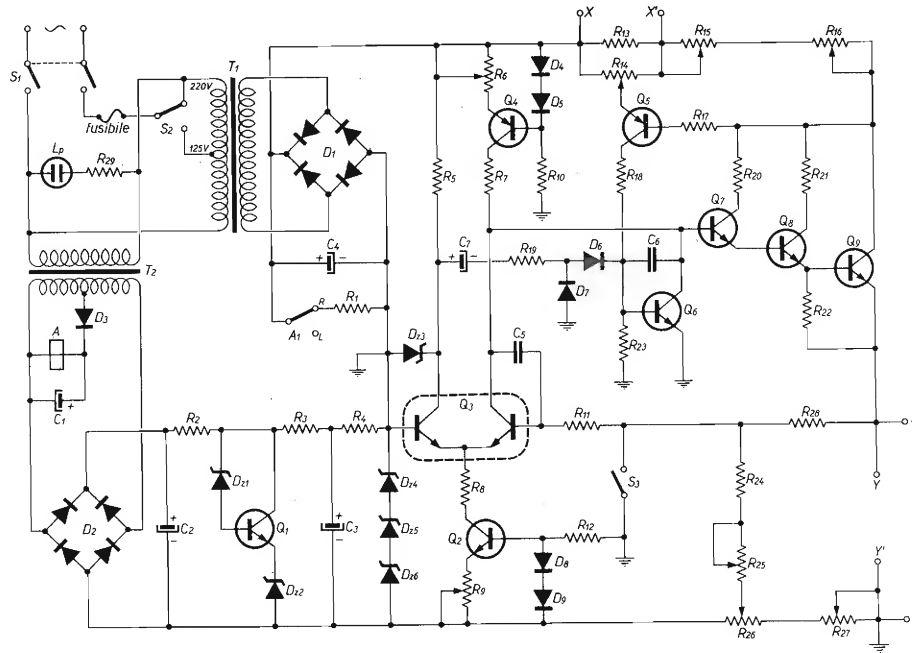 X
X'
R13
R15
R16
S1
T1
220V
R6
D4
R14
Q4
D5
Q5
R17
fusibile
S2
125V
D1
Lp
R29
R5
R7
R10
R18
R20
R21
Q7
Q8
Q9
C4
+ -
C7
+ -
R19
D6
C6
T2
D3
A
R
R1
A1
L
D7
Q6
R22
Dz3
C5
R23
C1
+
Q3
R2
R3
R4
R11
R28
-
Y
Dz1
Dz4
R8
S3
R24
D2
+
C2
-
Q1
+
C3
-
Dz5
Q2
R12
Dz2
Dz6
R9
D8
D9
R25
Y'
R26
R27